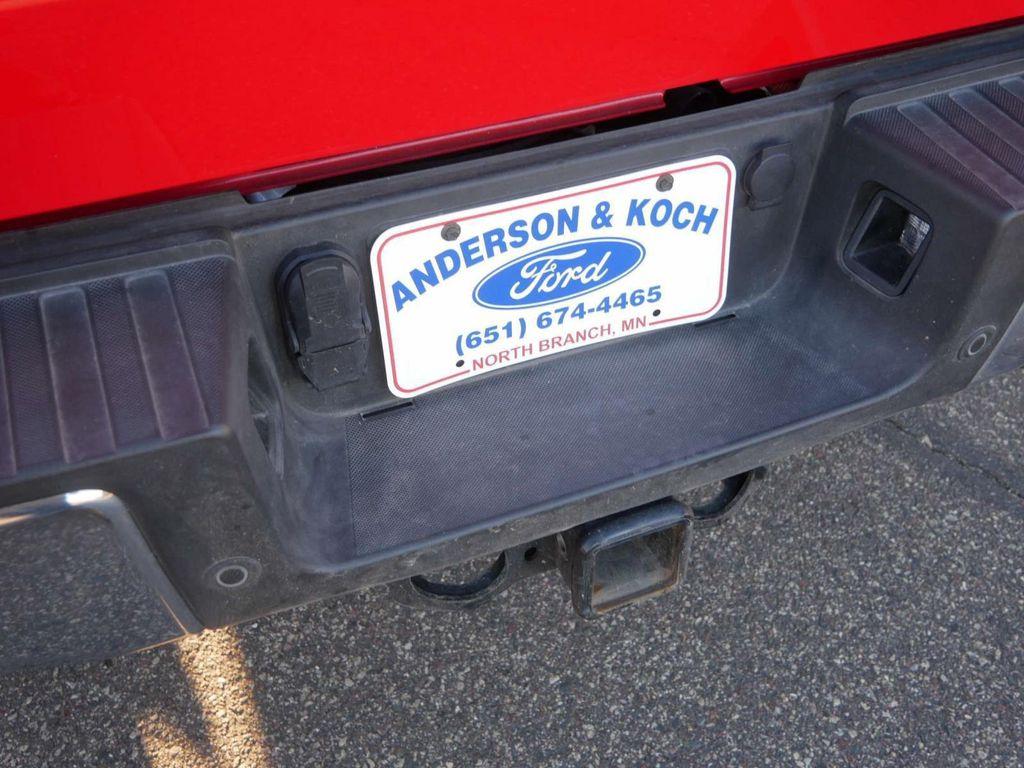 ANDERSON & KOCH
Ford
(651) 674-4465
NORTH BRANCH, MN